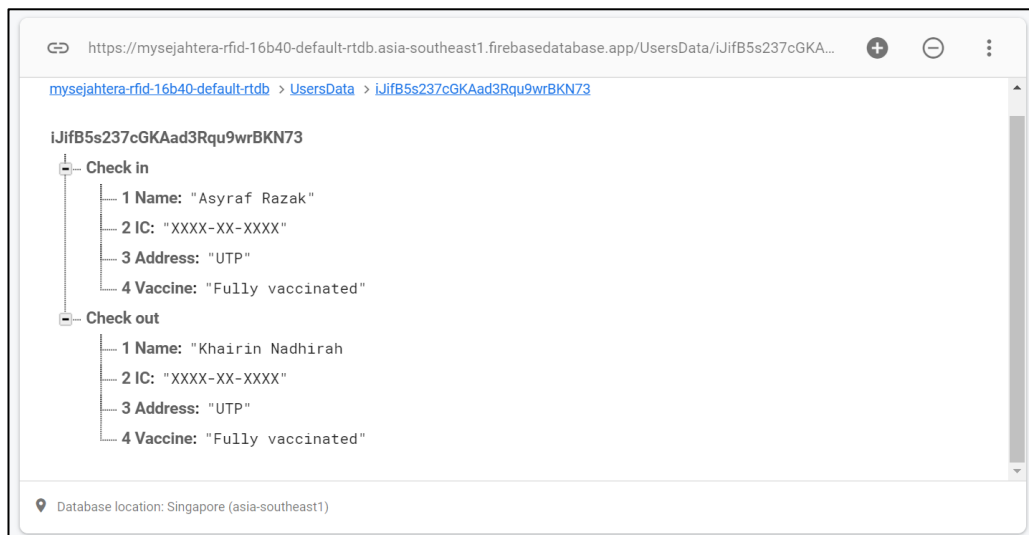 https://mysejahtera-rfid-16b40-default-rtdb.asia-southeast1.firebasedatabase.app/UsersData/iJifB5s237cGKA...
mysejahtera-rfid-16b40-default-rtdb > UsersData > iJifB5s237cGKAad3Rqu9wrBKN73
iJifB5s237cGKAad3Rqu9wrBKN73
Check in
1 Name: "Asyraf Razak"
2 IC: "XXXX-XX-XXXX"
3 Address: "UTP"
4 Vaccine: "Fully vaccinated"
Check out
1 Name: "Khairin Nadhirah
2 IC: "XXXX-XX-XXXX"
3 Address: "UTP"
4 Vaccine: "Fully vaccinated"
Database location: Singapore (asia-southeast1)